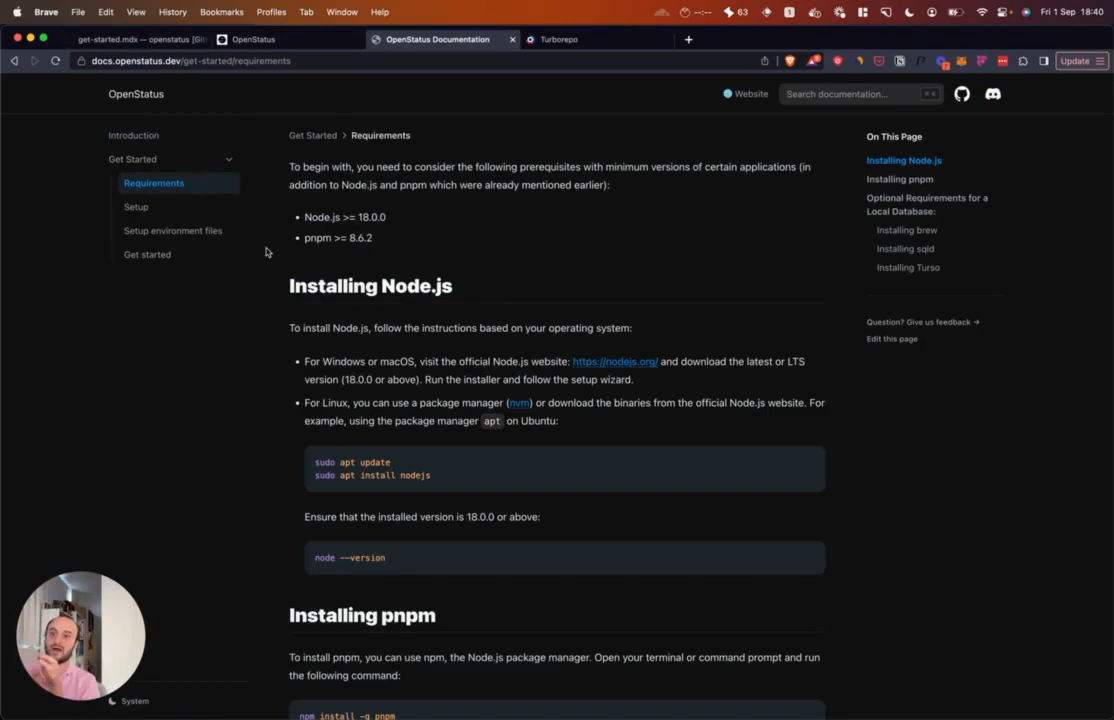 Brave File Edit View History Bookmarks Profiles Tab Window Help --:-- 63 1 Fri 1 Sep 18:40
get-started.mdx — openstatus [Git OpenStatus OpenStatus Documentation Turborepo
docs.openstatus.dev/get-started/requirements Update
OpenStatus Website Search documentation... ⌘ K
Introduction
Get Started
Requirements
Setup
Setup environment files
Get started
Get Started > Requirements
To begin with, you need to consider the following prerequisites with minimum versions of certain applications (in
addition to Node.js and pnpm which were already mentioned earlier):
• Node.js >= 18.0.0
• pnpm >= 8.6.2
Installing Node.js
To install Node.js, follow the instructions based on your operating system:
• For Windows or macOS, visit the official Node.js website: https://nodejs.org/ and download the latest or LTS
version (18.0.0 or above). Run the installer and follow the setup wizard.
• For Linux, you can use a package manager (nvm) or download the binaries from the official Node.js website. For
example, using the package manager apt on Ubuntu:
sudo apt update
sudo apt install nodejs
Ensure that the installed version is 18.0.0 or above:
node --version
Installing pnpm
To install pnpm, you can use npm, the Node.js package manager. Open your terminal or command prompt and run
the following command:
npm install -g pnpm
On This Page
Installing Node.js
Installing pnpm
Optional Requirements for a
Local Database:
Installing brew
Installing sqld
Installing Turso
Question? Give us feedback →
Edit this page
System